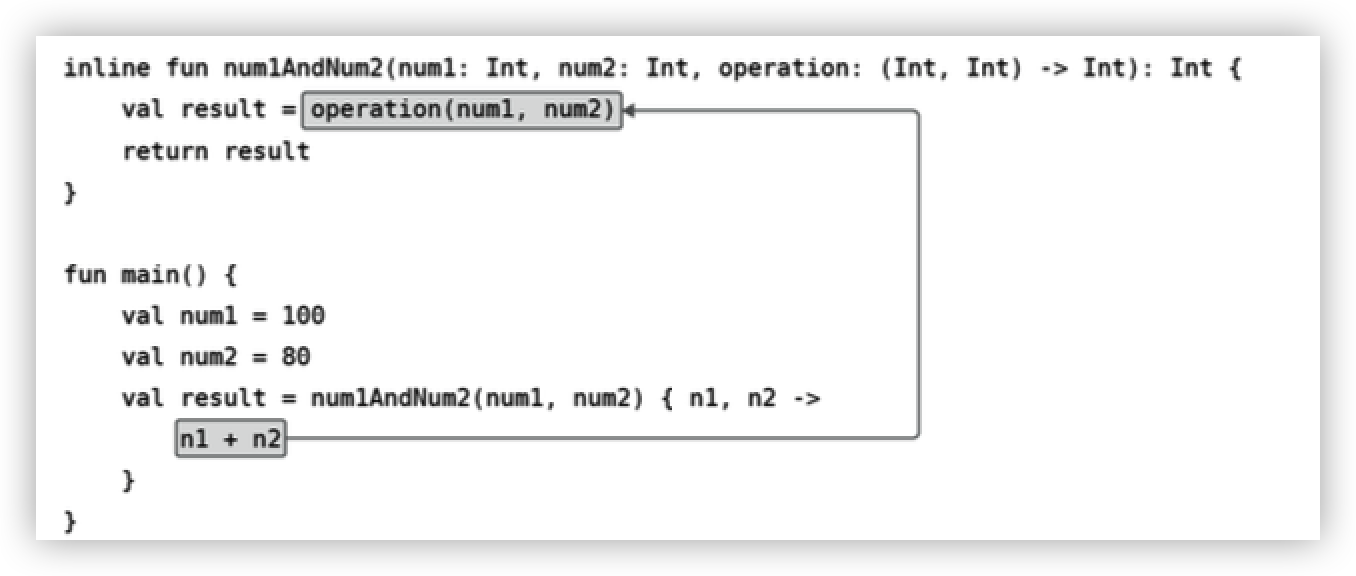 inline fun num1AndNum2(num1: Int, num2: Int, operation: (Int, Int) -> Int): Int {
    val result = operation(num1, num2)
    return result
}
fun main() {
    val num1 = 100
    val num2 = 80
    val result = num1AndNum2(num1, num2) { n1, n2 ->
        n1 + n2
    }
}